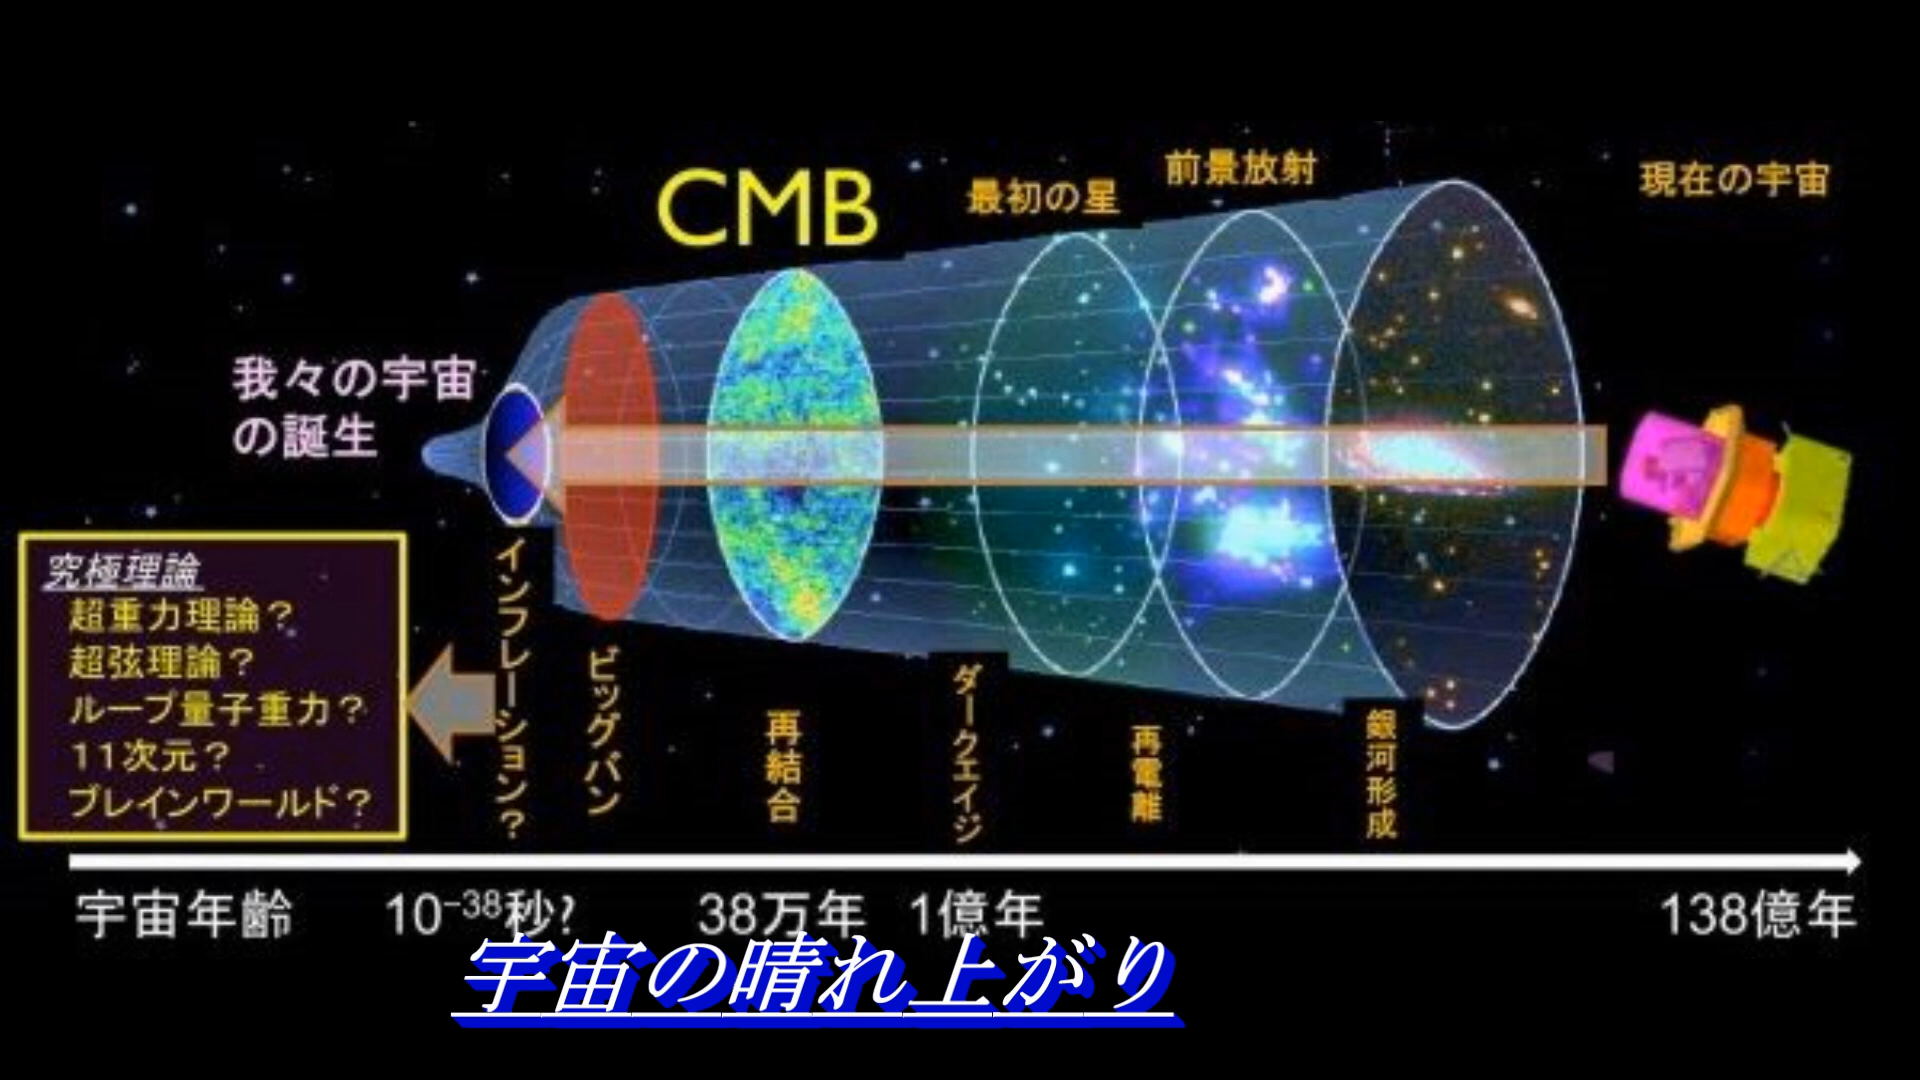 CMB
最初の星
前景放射
現在の宇宙
我々の宇宙
の誕生
究極理論
超重力理論？
超弦理論？
ループ量子重力？
11次元？
ブレインワールド？
インフレーション？
ビッグバン
再結合
ダークエイジ
再電離
銀河形成
宇宙年齢
10⁻³⁸秒?
38万年
1億年
138億年
宇宙の晴れ上がり